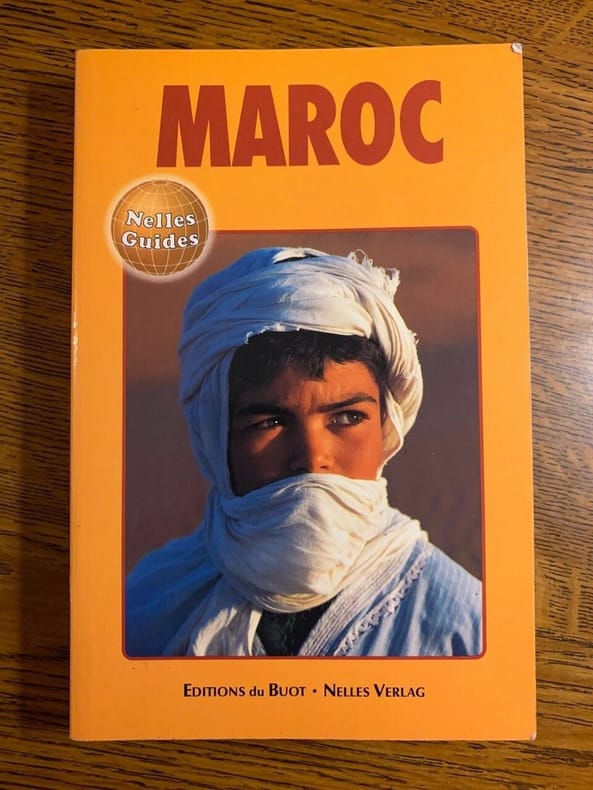 MAROC
Nelles
Guides
EDITIONS du BUOT • NELLES VERLAG